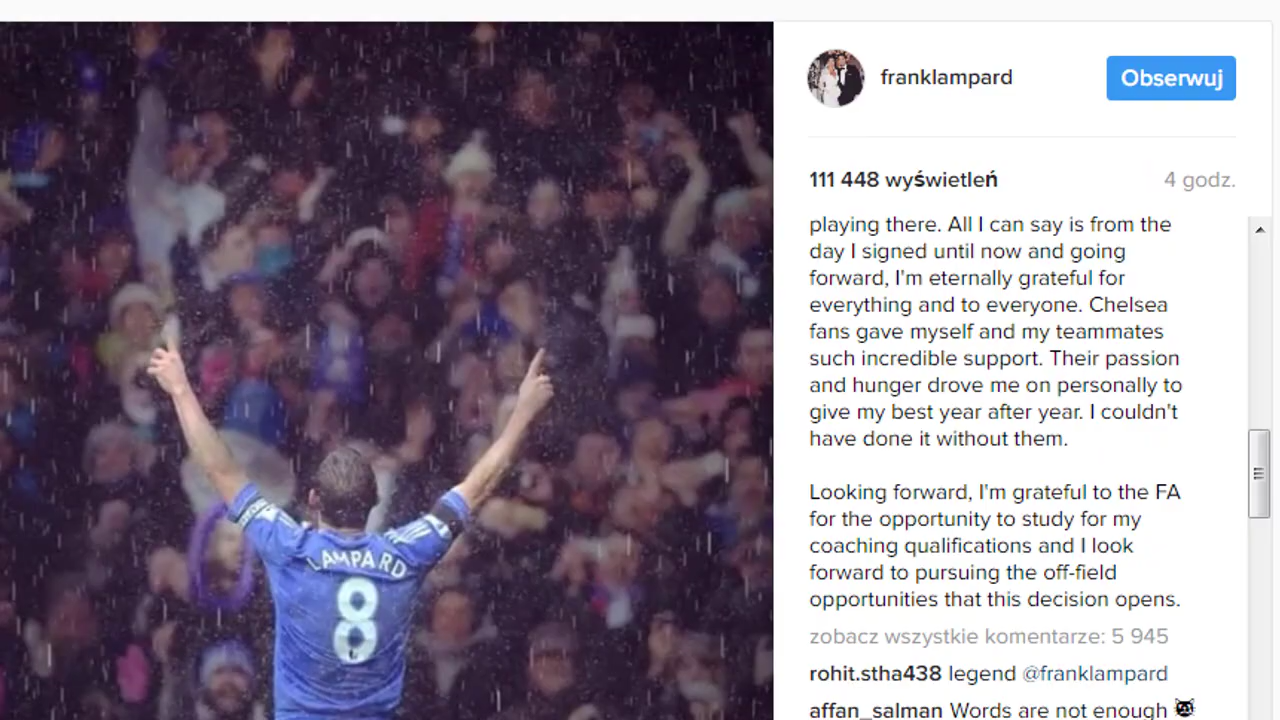 franklampard
Obserwuj
111 448 wyświetleń
4 godz.
playing there. All I can say is from the
day I signed until now and going
forward, I'm eternally grateful for
everything and to everyone. Chelsea
fans gave myself and my teammates
such incredible support. Their passion
and hunger drove me on personally to
give my best year after year. I couldn't
have done it without them.
Looking forward, I'm grateful to the FA
for the opportunity to study for my
coaching qualifications and I look
forward to pursuing the off-field
opportunities that this decision opens.
zobacz wszystkie komentarze: 5 945
rohit.stha438 legend @franklampard
affan_salman Words are not enough
LAMPARD
8